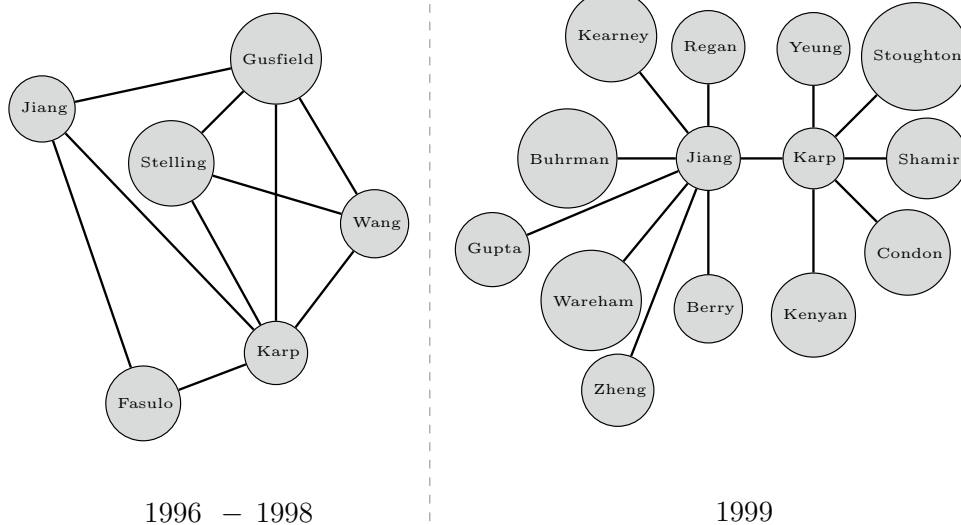 Gusfield
Jiang
Stelling
Wang
Karp
Fasulo
1996 – 1998
Kearney
Regan
Yeung
Stoughton
Buhrman
Jiang
Karp
Shamir
Gupta
Condon
Wareham
Berry
Kenyan
Zheng
1999